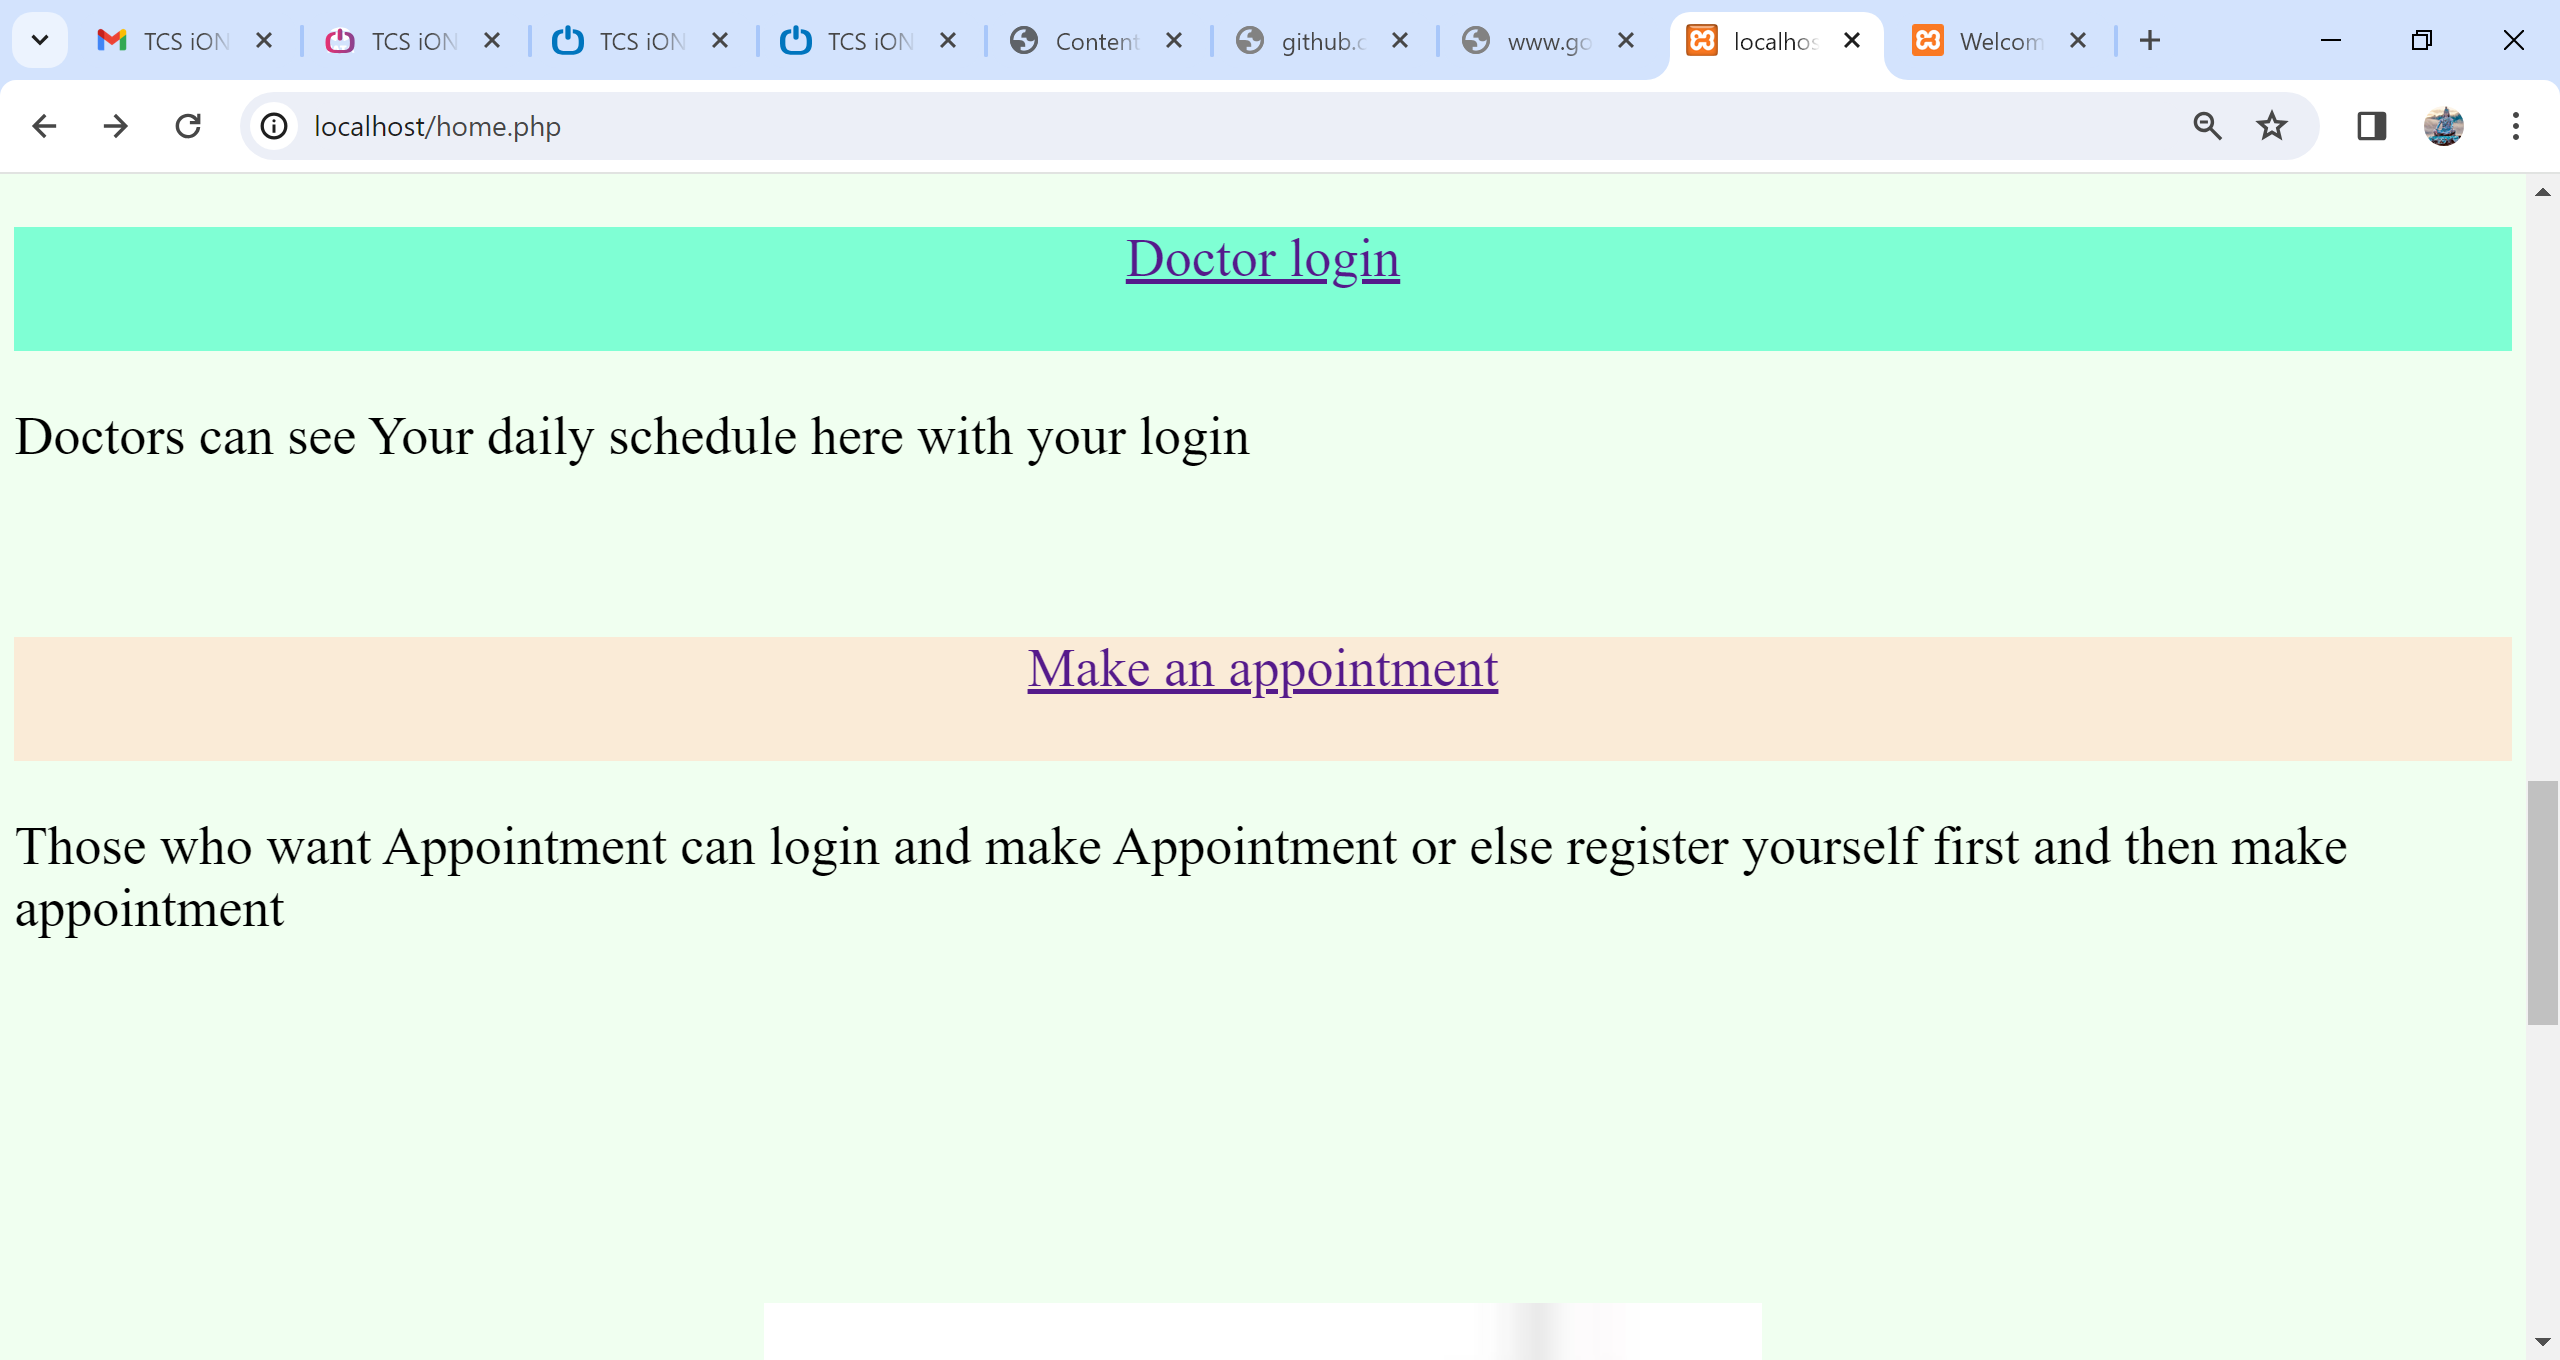 TCS iON
TCS iON
TCS iON
TCS iON
Content
github.c
www.go
localhos
Welcom
localhost/home.php
Doctor login
Doctors can see Your daily schedule here with your login
Make an appointment
Those who want Appointment can login and make Appointment or else register yourself first and then make
appointment